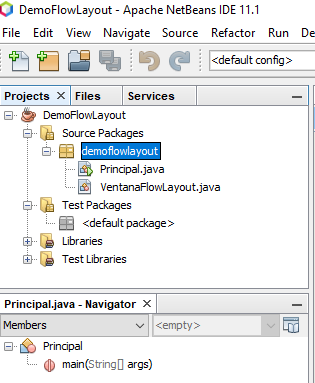 DemoFlowLayout - Apache NetBeans IDE 11.1
File Edit View Navigate Source Refactor Run
<default config>
Projects × Files Services
DemoFlowLayout
Source Packages
demoflowlayout
Principal.java
VentanaFlowLayout.java
Test Packages
<default package>
Libraries
Test Libraries
Principal.java - Navigator ×
Members <empty>
Principal
main(String[] args)